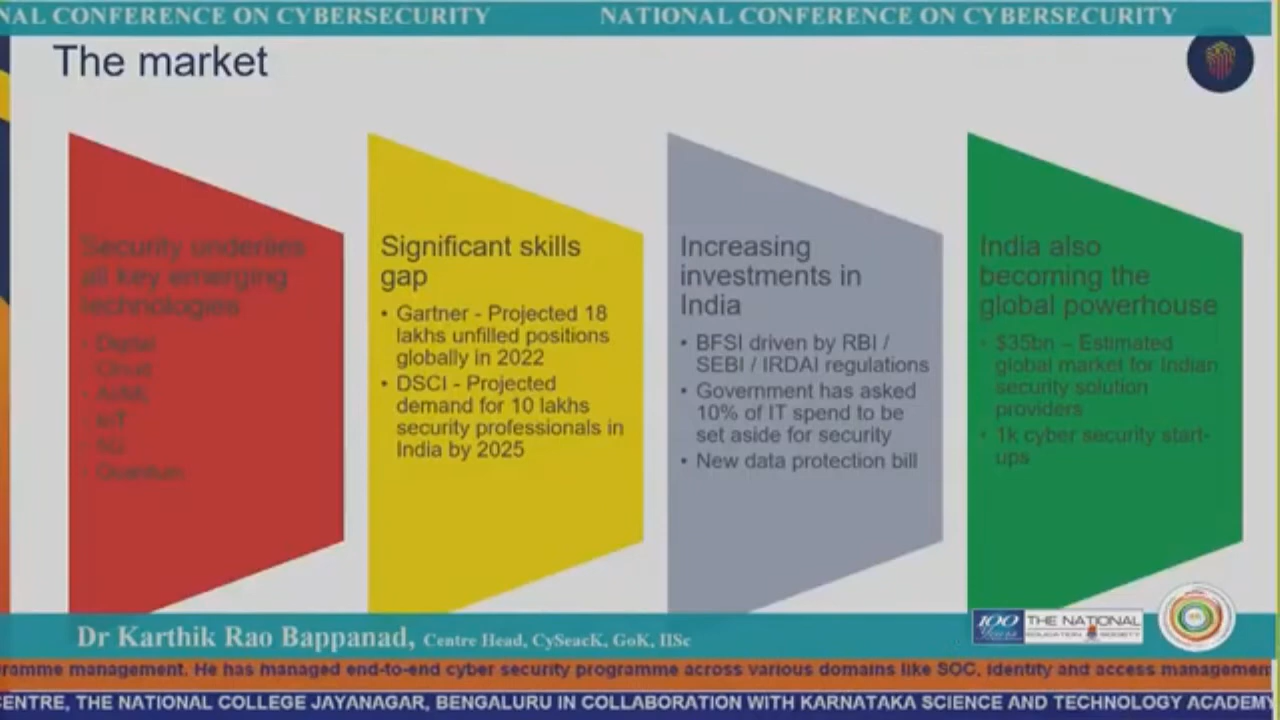 NAL CONFERENCE ON CYBERSECURITY NATIONAL CONFERENCE ON CYBERSECURITY
The market
Security underlies
all key emerging
technologies
• Digital
Cloud
• AI/ML
• IoT
• 5G
• Quantum
Significant skills
gap
• Gartner - Projected 18
lakhs unfilled positions
globally in 2022
• DSCI - Projected
demand for 10 lakhs
security professionals in
India by 2025
Increasing
investments in
India
• BFSI driven by RBI /
SEBI / IRDAI regulations
• Government has asked
10% of IT spend to be
set aside for security
• New data protection bill
India also
becoming the
global powerhouse
• $35bn – Estimated
global market for Indian
security solution
providers
• 1k cyber security start-
ups
Dr Karthik Rao Bappanad, Centre Head, CySeacK, GoK, IISc
100 Years
THE NATIONAL
EDUCATION SOCIETY
ramme management. He has managed end-to-end cyber security programme across various domains like SOC, identity and access managemen
CENTRE, THE NATIONAL COLLEGE JAYANAGAR, BENGALURU IN COLLABORATION WITH KARNATAKA SCIENCE AND TECHNOLOGY ACADEMY